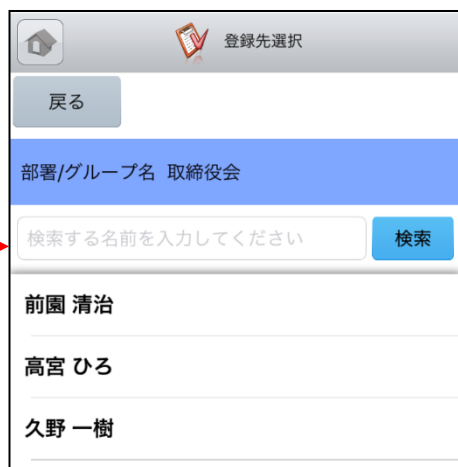 登録先選択
戻る
部署/グループ名 取締役会
検索する名前を入力してください 検索
前園 清治
高宮 ひろ
久野 一樹